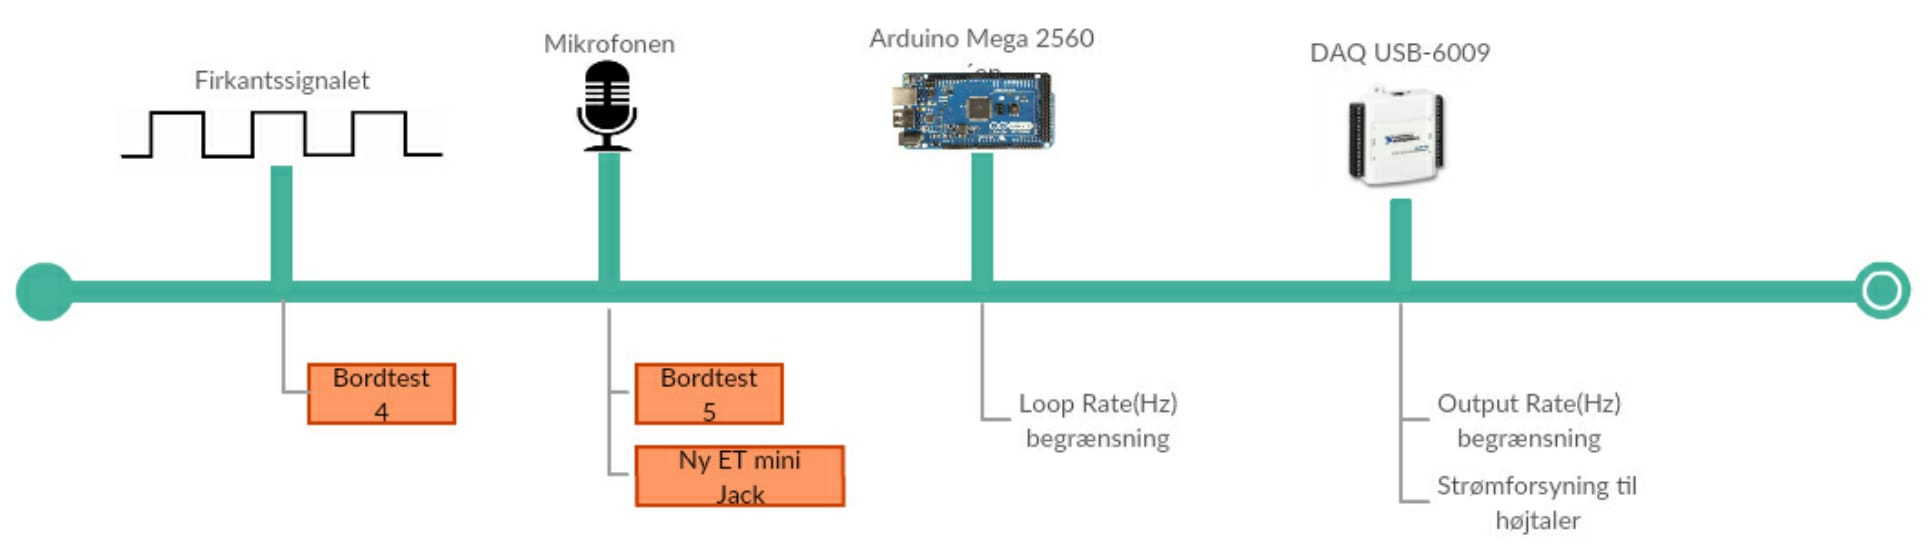 Firkantssignalet
Mikrofonen
Arduino Mega 2560
DAQ USB-6009
Bordtest
4
Bordtest
5
Ny ET mini
Jack
Loop Rate(Hz)
begrænsning
Output Rate(Hz)
begrænsning
Strømforsyning til
højtaler